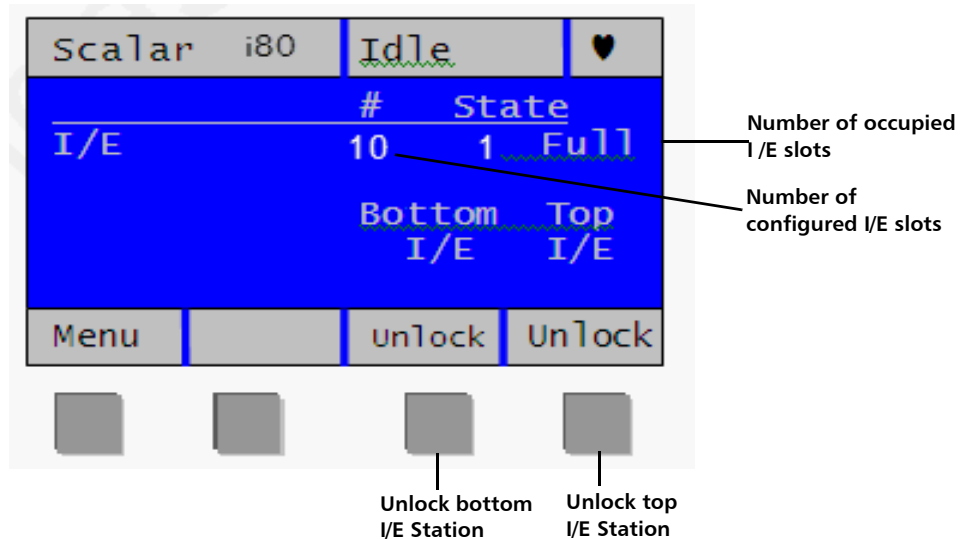 Scalar i80 Idle ♥
# State
I/E 10 1 Full
Bottom Top
I/E I/E
Menu Unlock Unlock
Number of occupied
I /E slots
Number of
configured I/E slots
Unlock bottom
I/E Station
Unlock top
I/E Station